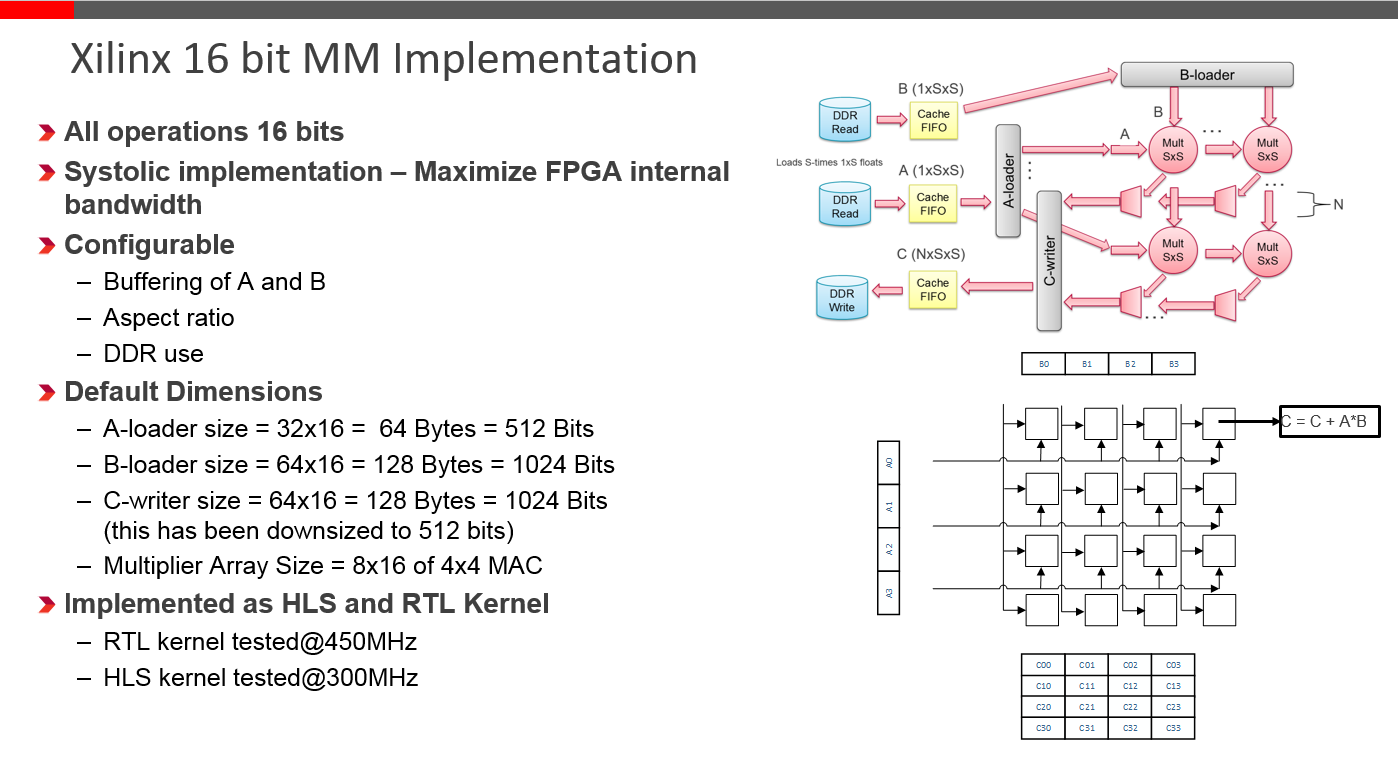 Xilinx 16 bit MM Implementation
All operations 16 bits
Systolic implementation – Maximize FPGA internal
bandwidth
Configurable
– Buffering of A and B
– Aspect ratio
– DDR use
Default Dimensions
– A-loader size = 32x16 =  64 Bytes = 512 Bits
– B-loader size = 64x16 = 128 Bytes = 1024 Bits
– C-writer size = 64x16 = 128 Bytes = 1024 Bits
(this has been downsized to 512 bits)
– Multiplier Array Size = 8x16 of 4x4 MAC
Implemented as HLS and RTL Kernel
– RTL kernel tested@450MHz
– HLS kernel tested@300MHz
B-loader
B (1xSxS)
DDR
Read
Cache
FIFO
B
A
Mult
SxS
...
Mult
SxS
Loads S-times 1xS floats
A (1xSxS)
DDR
Read
Cache
FIFO
A-loader
...
...
N
C (NxSxS)
DDR
Write
Cache
FIFO
C-writer
Mult
SxS
Mult
SxS
...
B0 B1 B2 B3
C = C + A*B
A0
A1
A2
A3
C00 C01 C02 C03
C10 C11 C12 C13
C20 C21 C22 C23
C30 C31 C32 C33